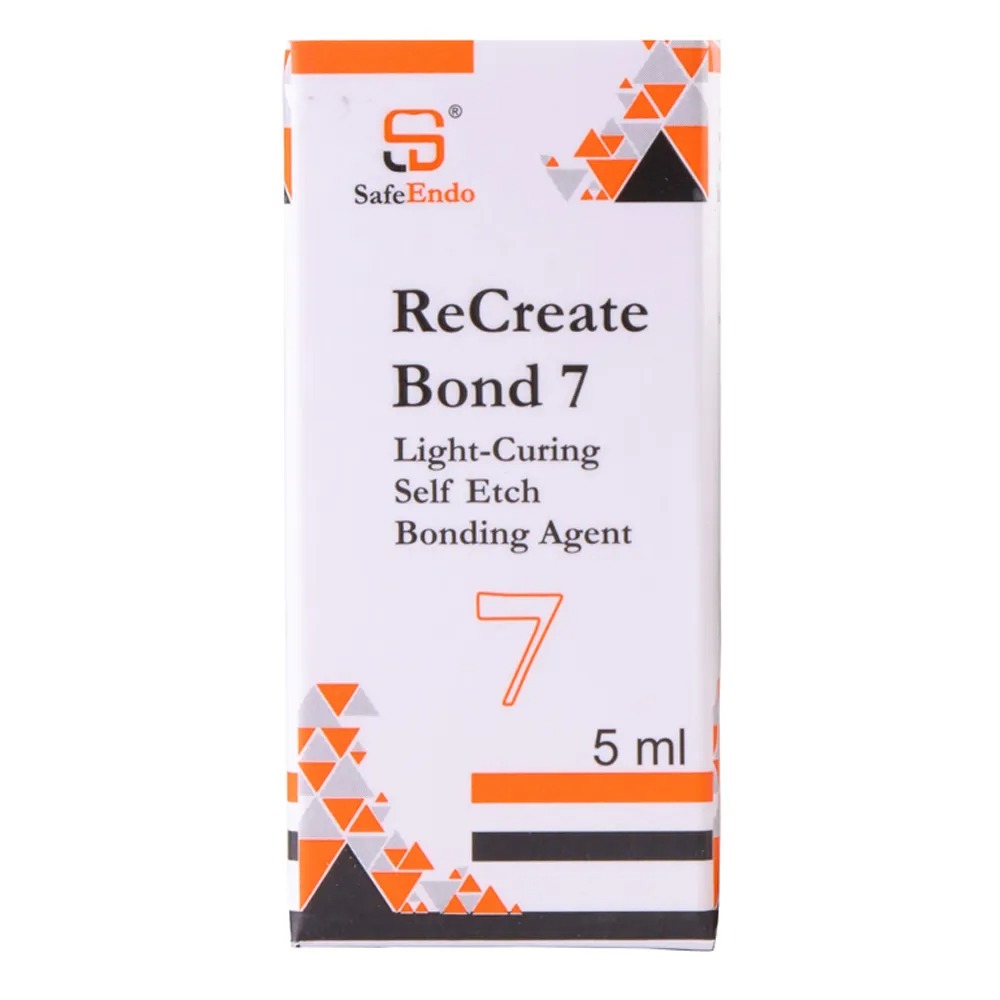 ®
SafeEndo
ReCreate
Bond 7
Light-Curing
Self Etch
Bonding Agent
7
5 ml